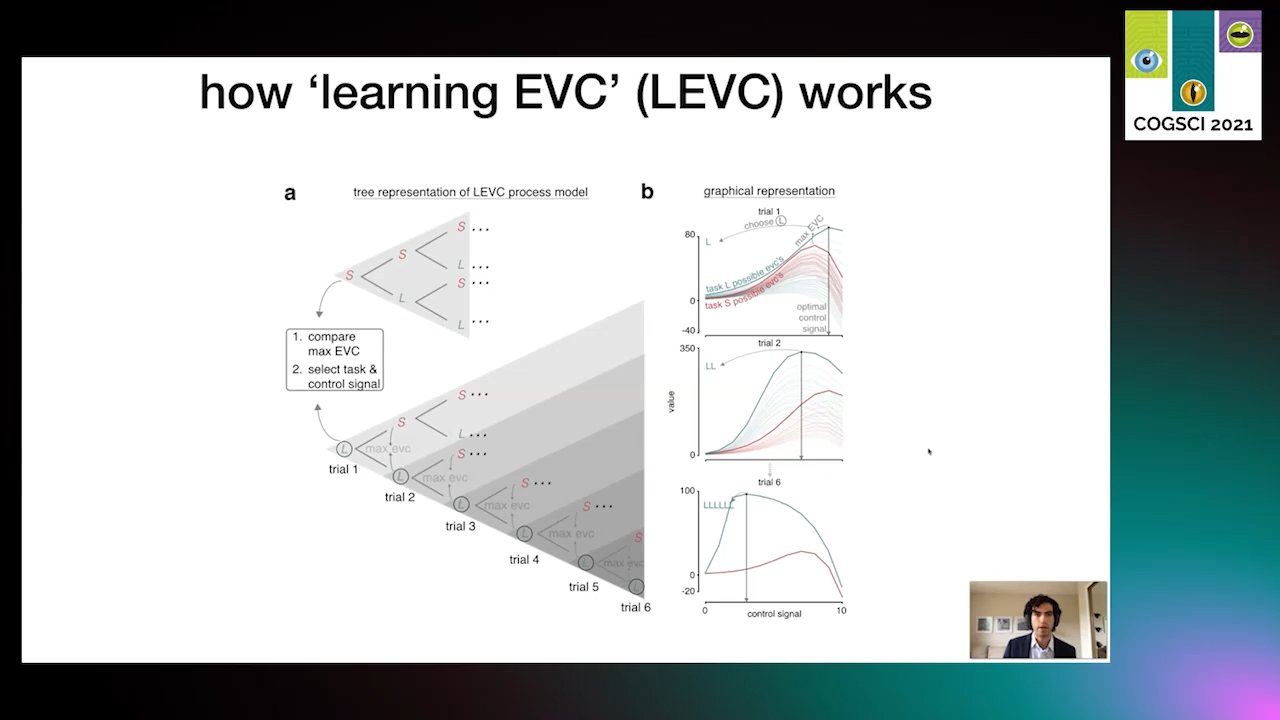 how ‘learning EVC’ (LEVC) works
COGSCI 2021
a
tree representation of LEVC process model
S
S
L
S •••
L •••
S •••
L •••
1. compare
max EVC
2. select task &
control signal
L
max evc
trial 1
S
S •••
L •••
L
max evc
trial 2
S •••
L
max evc
trial 3
S •••
L
max evc
trial 4
S •••
L
max evc
trial 5
S
L
trial 6
b
graphical representation
trial 1
choose L
max EVC
80
L
task L possible evc's
task S possible evc's
0
optimal
control
signal
-40
trial 2
350
LL
value
0
trial 6
100
LLLLLL
0
-20
0
control signal
10